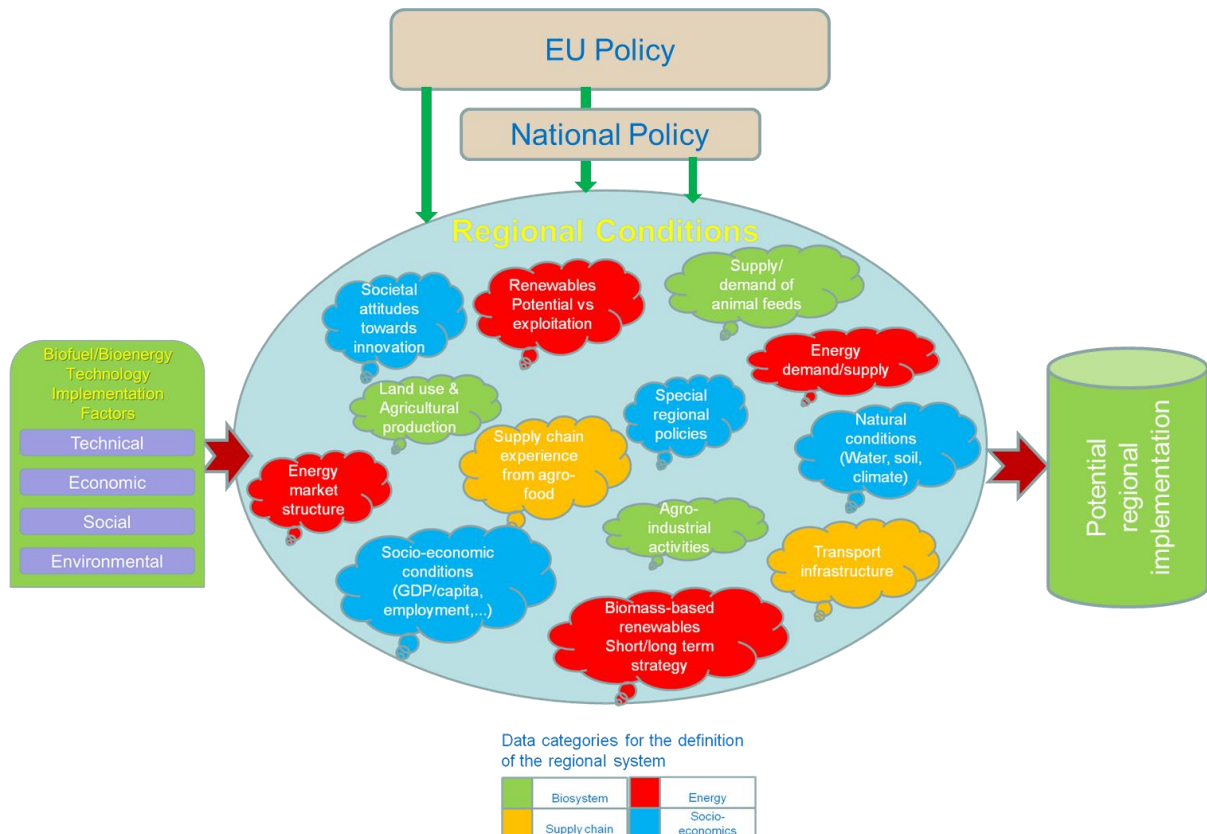 EU Policy
National Policy
Regional Conditions
Societal
attitudes
towards
innovation
Renewables
Potential vs
exploitation
Supply/
demand of
animal feeds
Energy
demand/supply
Biofuel/Bioenergy
Technology
Implementation
Factors
Technical
Economic
Social
Environmental
Land use &
Agricultural
production
Special
regional
policies
Natural
conditions
(Water, soil,
climate)
Supply chain
experience
from agro-
food
Energy
market
structure
Agro-
industrial
activities
Transport
infrastructure
Socio-economic
conditions
(GDP/capita,
employment,...)
Biomass-based
renewables
Short/long term
strategy
Potential
regional
implementation
Data categories for the definition
of the regional system
Biosystem
Energy
Supply chain
Socio-
economics